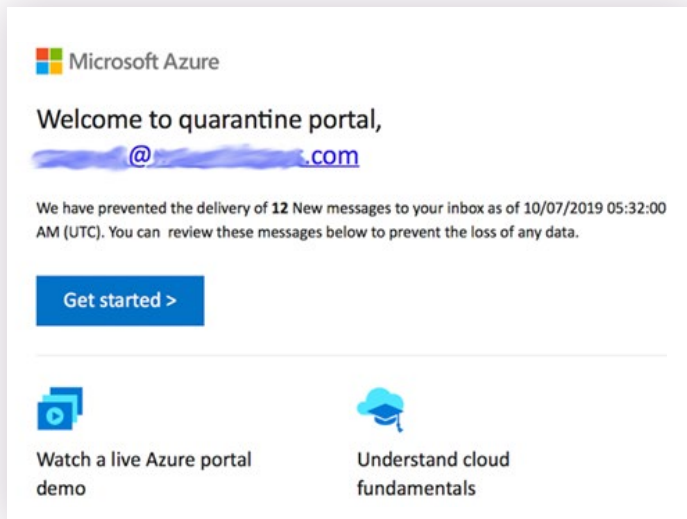 Microsoft Azure
Welcome to quarantine portal,
@ .com
We have prevented the delivery of 12 New messages to your inbox as of 10/07/2019 05:32:00
AM (UTC). You can review these messages below to prevent the loss of any data.
Get started >
Watch a live Azure portal
demo
Understand cloud
fundamentals